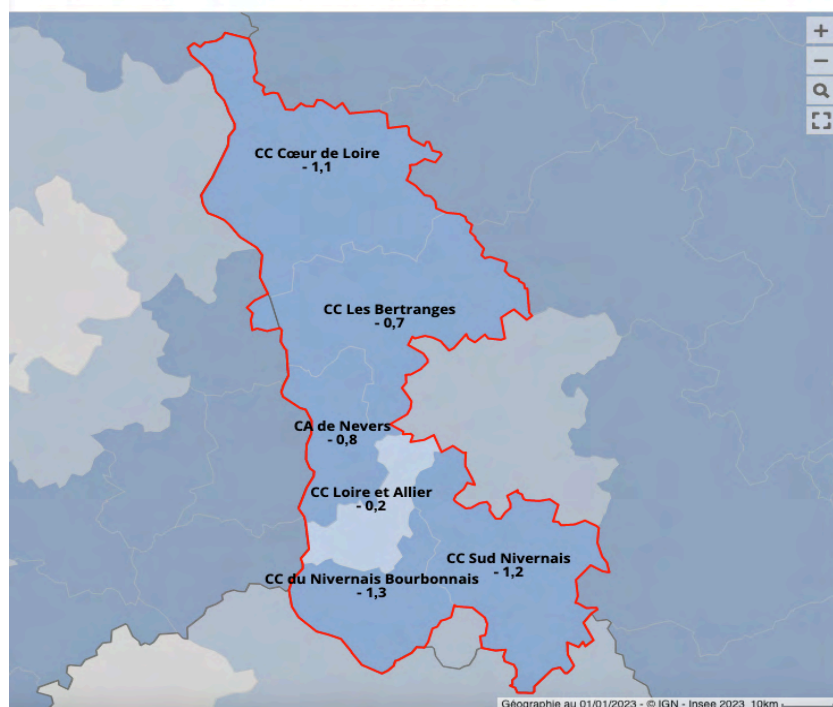 CC Cœur de Loire
- 1,1
CC Les Bertranges
- 0,7
CA de Nevers
- 0,8
CC Loire et Allier
- 0,2
CC Sud Nivernais
- 1,2
CC du Nivernais Bourbonnais
- 1,3
Géographie au 01/01/2023 - © IGN - Insee 2023 10km